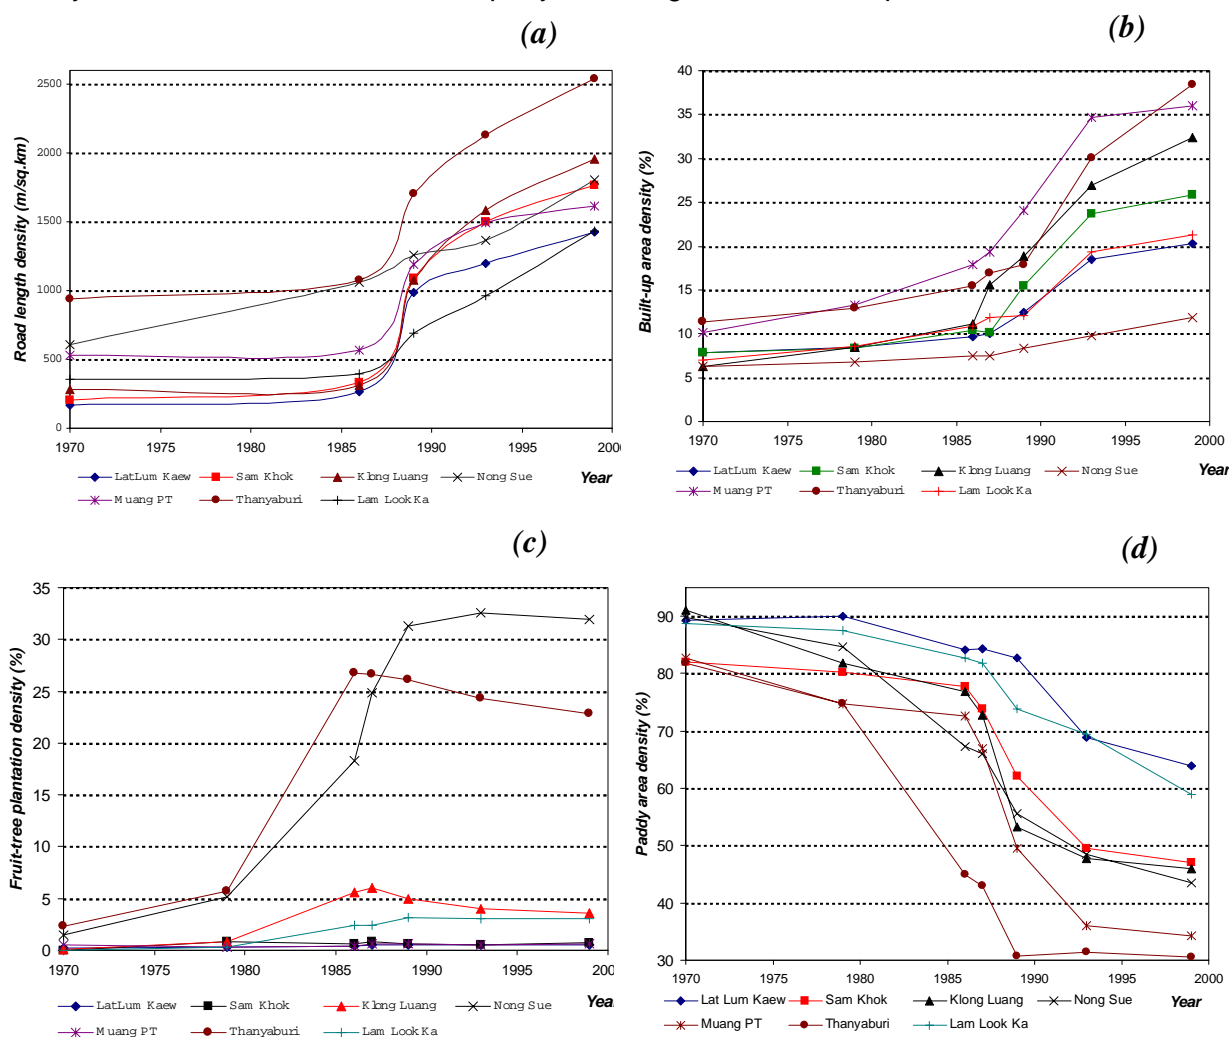 (a)
2500
2000
1500
1000
500
0
1970 1975 1980 1985 1990 1995 2000
Road length density (m/sq.km)
LatLum Kaew Sam Khok Klong Luang Nong Sue
Muang PT Thanyaburi Lam Look Ka
Year
(b)
40
35
30
25
20
15
10
5
0
1970 1975 1980 1985 1990 1995 2000
Built-up area density (%)
LatLum Kaew Sam Khok Klong Luang Nong Sue
Muang PT Thanyaburi Lam Look Ka
Year
(c)
35
30
25
20
15
10
5
0
1970 1975 1980 1985 1990 1995 200
Fruit-tree plantation density (%)
LatLum Kaew Sam Khok Klong Luang Nong Sue
Muang PT Thanyaburi Lam Look Ka
Year
(d)
90
80
70
60
50
40
30
1970 1975 1980 1985 1990 1995 2000
Paddy area density (%)
Lat Lum Kaew Sam Khok Klong Luang Nong Sue
Muang PT Thanyaburi Lam Look Ka
Year